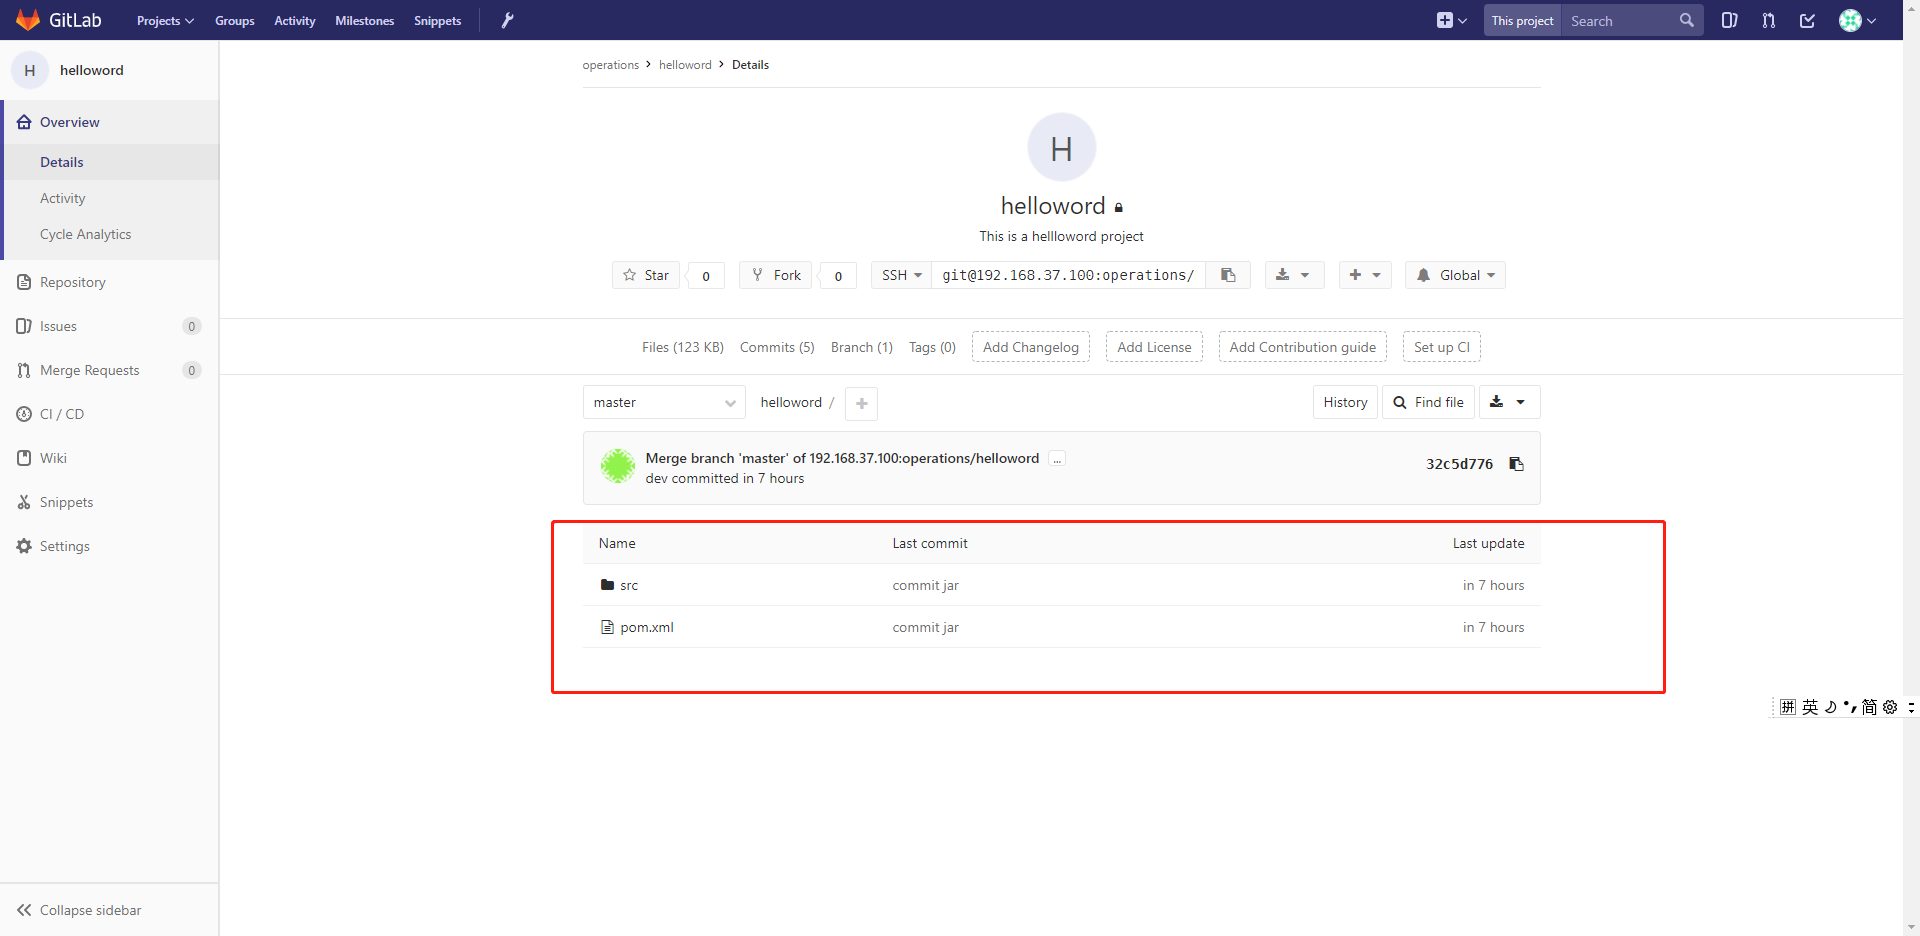 GitLab Projects Groups Activity Milestones Snippets This project Search
H helloword
Overview
Details
Activity
Cycle Analytics
Repository
Issues 0
Merge Requests 0
CI / CD
Wiki
Snippets
Settings
Collapse sidebar
operations > helloword > Details
H
helloword
This is a hellloword project
Star 0 Fork 0 SSH git@192.168.37.100:operations/ Global
Files (123 KB) Commits (5) Branch (1) Tags (0) Add Changelog Add License Add Contribution guide Set up CI
master helloword / + History Find file
Merge branch 'master' of 192.168.37.100:operations/helloword ... 32c5d776
dev committed in 7 hours
Name Last commit Last update
src commit jar in 7 hours
pom.xml commit jar in 7 hours
拼 英 简